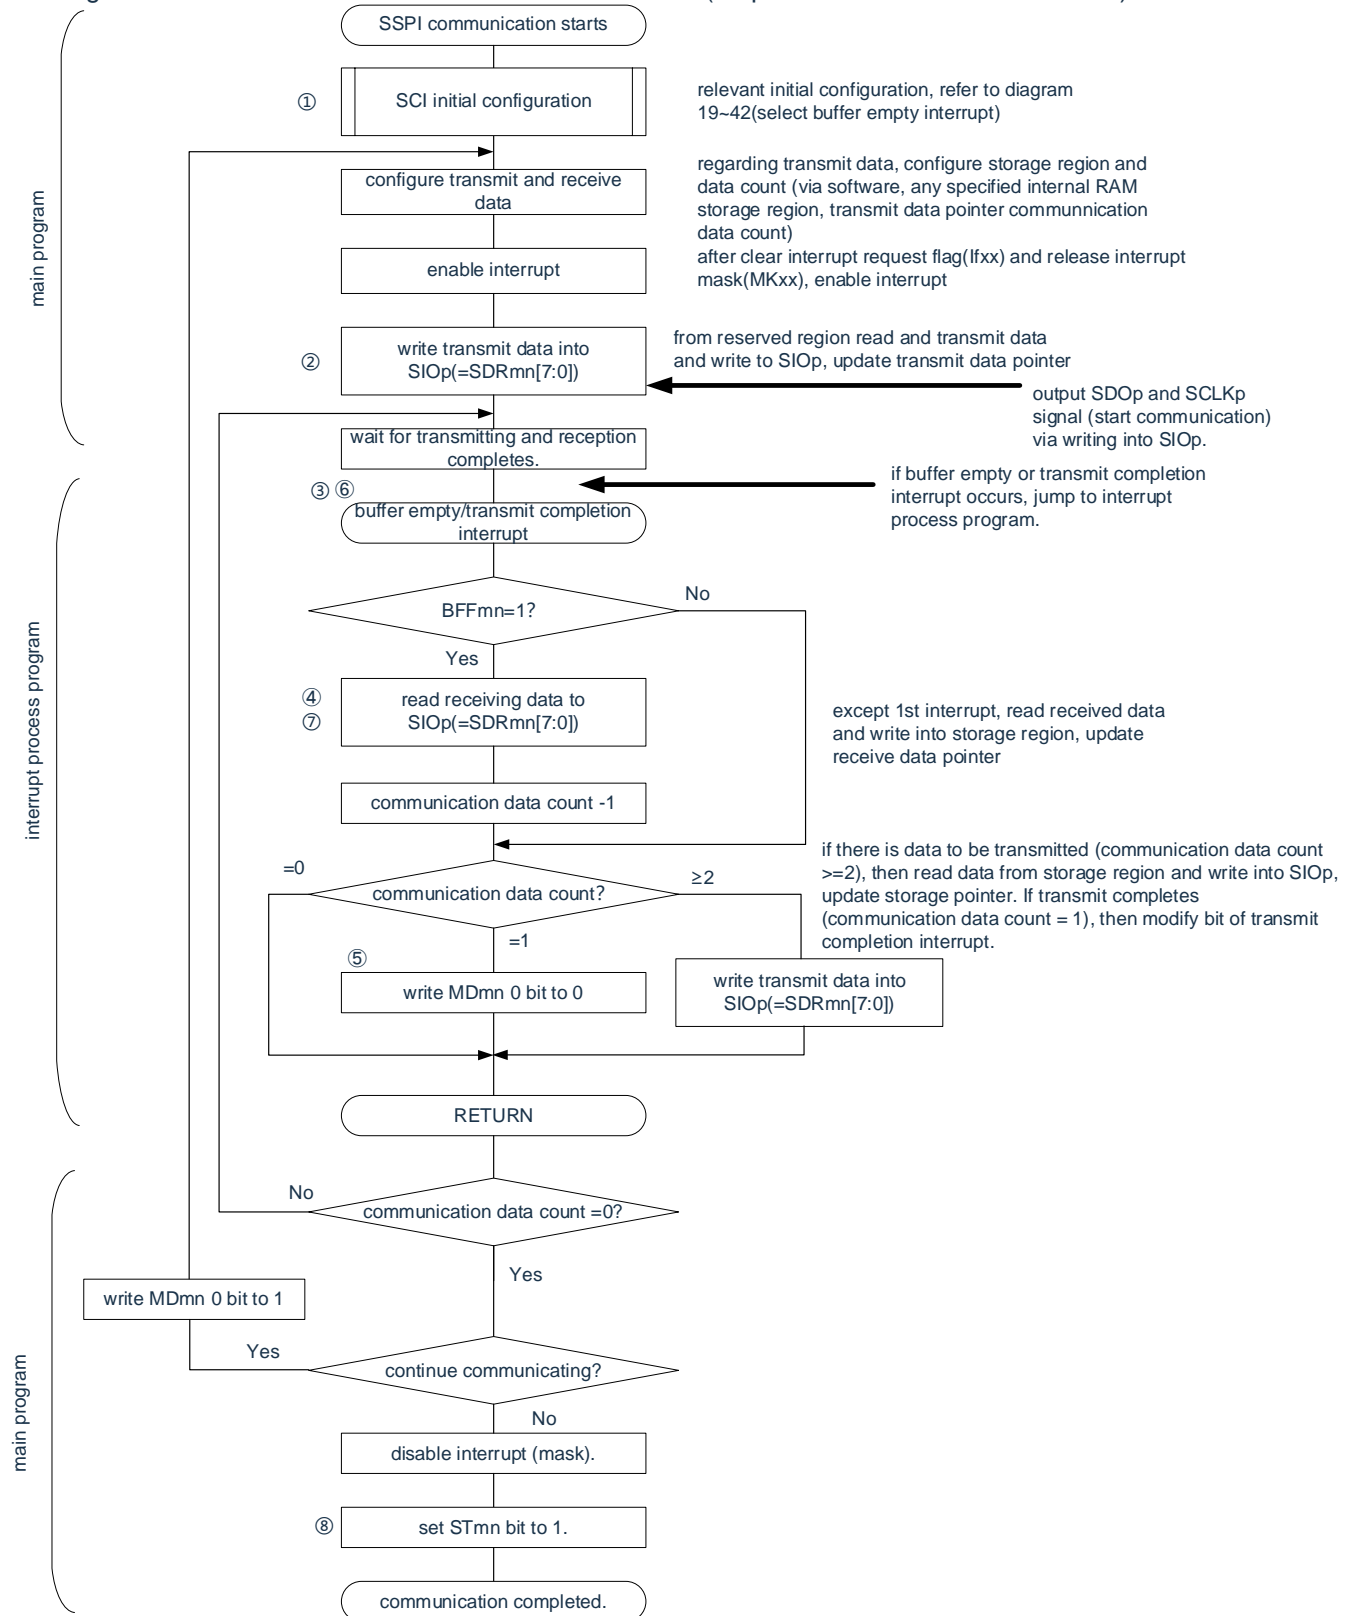 SSPI communication starts
①
SCI initial configuration
relevant initial configuration, refer to diagram
19~42(select buffer empty interrupt)
configure transmit and receive
data
regarding transmit data, configure storage region and
data count (via software, any specified internal RAM
storage region, transmit data pointer communnication
data count)
after clear interrupt request flag(Ifxx) and release interrupt
mask(MKxx), enable interrupt
main program
enable interrupt
②
write transmit data into
SIOp(=SDRmn[7:0])
from reserved region read and transmit data
and write to SIOp, update transmit data pointer
output SDOp and SCLKp
signal (start communication)
via writing into SIOp.
wait for transmitting and reception
completes.
③ ⑥
if buffer empty or transmit completion
interrupt occurs, jump to interrupt
process program.
buffer empty/transmit completion
interrupt
BFFmn=1?
No
Yes
interrupt process program
④
⑦
read receiving data to
SIOp(=SDRmn[7:0])
except 1st interrupt, read received data
and write into storage region, update
receive data pointer
communication data count -1
=0
communication data count?
≥2
if there is data to be transmitted (communication data count
>=2), then read data from storage region and write into SIOp,
update storage pointer. If transmit completes
(communication data count = 1), then modify bit of transmit
completion interrupt.
=1
⑤
write MDmn 0 bit to 0
write transmit data into
SIOp(=SDRmn[7:0])
RETURN
No
communication data count =0?
Yes
write MDmn 0 bit to 1
Yes
continue communicating?
No
main program
disable interrupt (mask).
⑧
set STmn bit to 1.
communication completed.